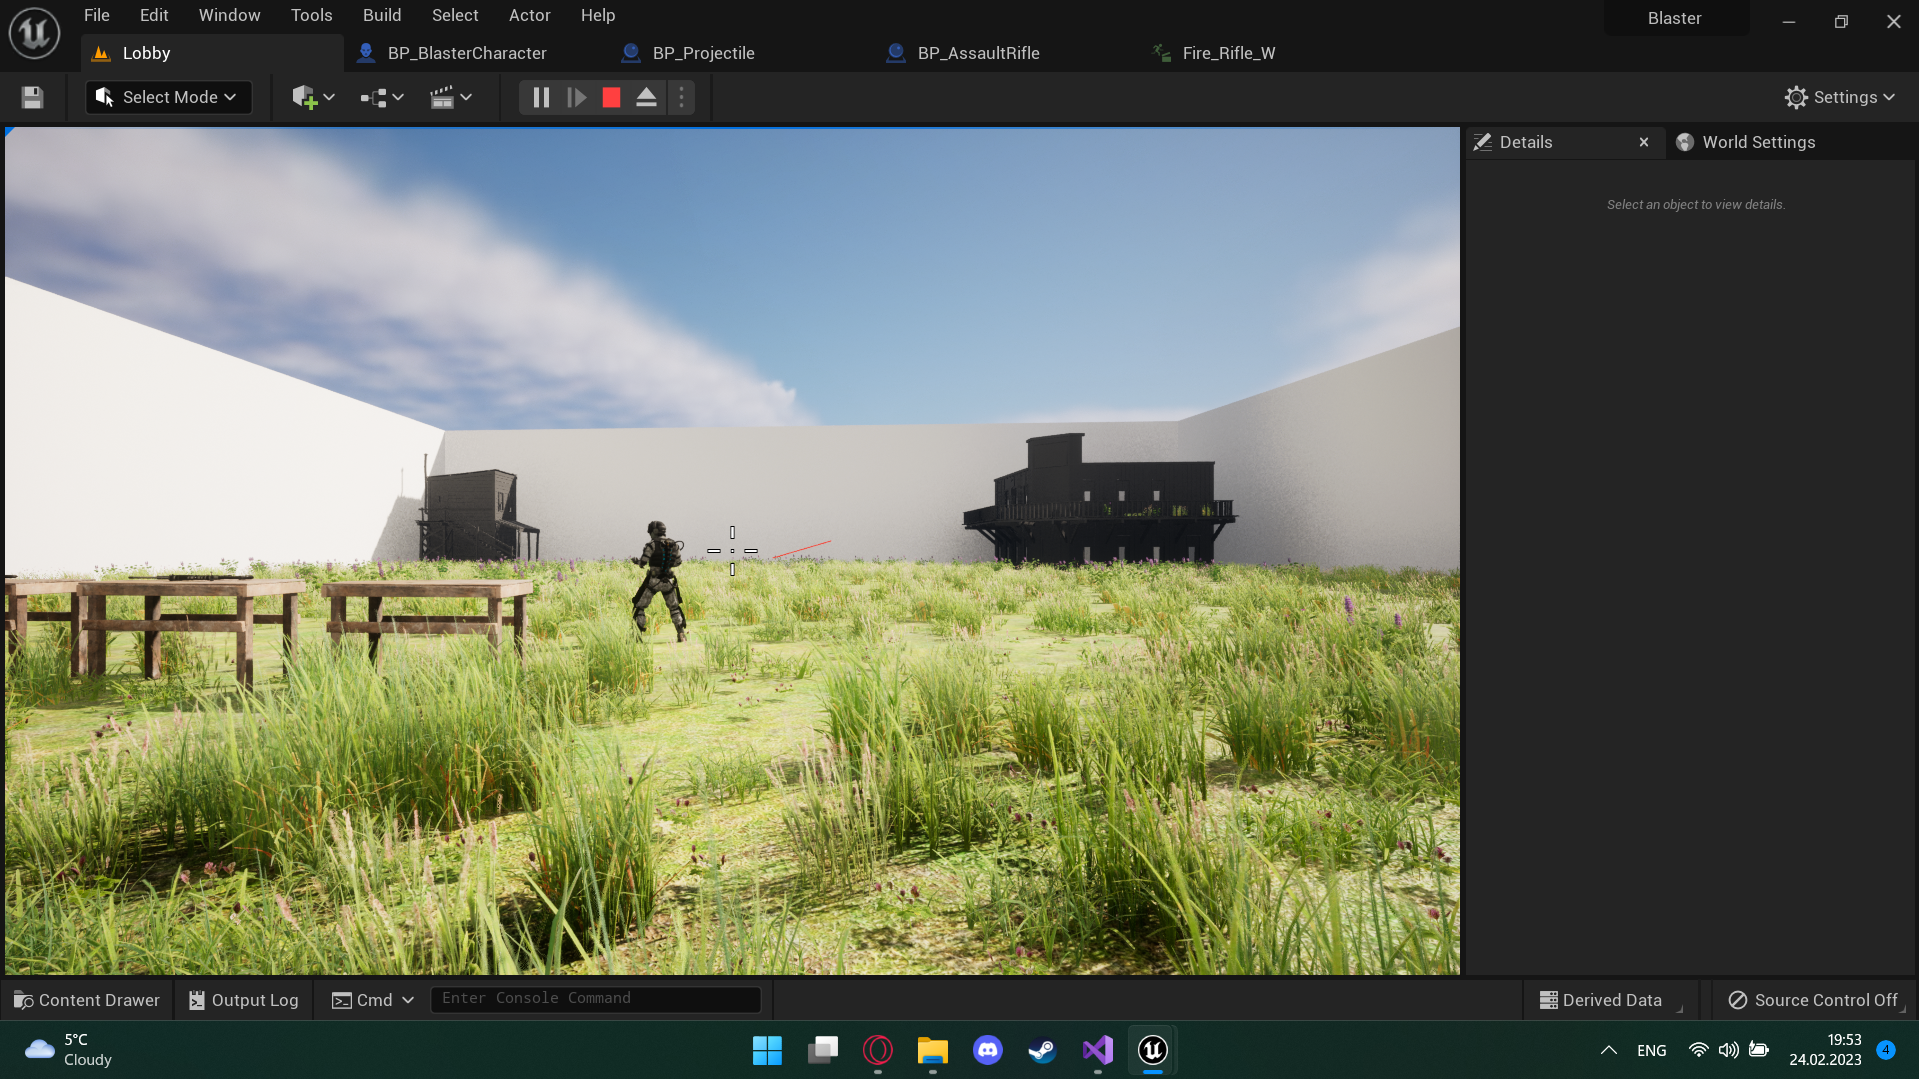 File Edit Window Tools Build Select Actor Help
Blaster
Lobby BP_BlasterCharacter BP_Projectile BP_AssaultRifle Fire_Rifle_W
Select Mode
Settings
Details
World Settings
Select an object to view details.
Content Drawer
Output Log
Cmd
Enter Console Command
Derived Data
Source Control Off
5°C
Cloudy
ENG
19:53
24.02.2023
4